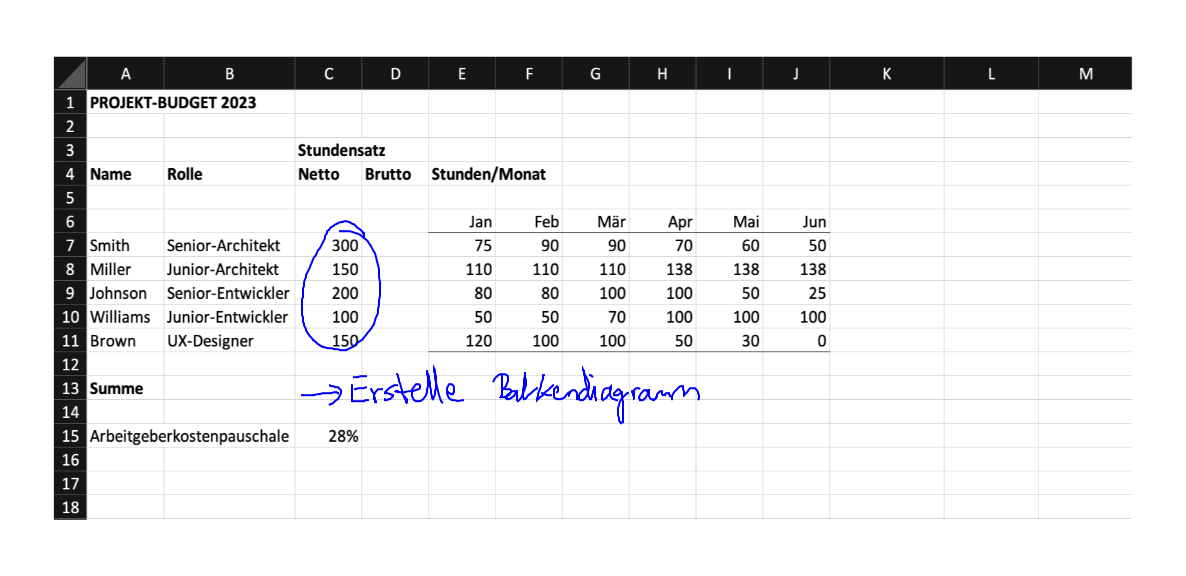 A B C D E F G H I J K L M
1 PROJEKT-BUDGET 2023
2
3 Stundensatz
4 Name Rolle Netto Brutto Stunden/Monat
5
6 Jan Feb Mär Apr Mai Jun
7 Smith Senior-Architekt 300 75 90 90 70 60 50
8 Miller Junior-Architekt 150 110 110 110 138 138 138
9 Johnson Senior-Entwickler 200 80 80 100 100 50 25
10 Williams Junior-Entwickler 100 50 50 70 100 100 100
11 Brown UX-Designer 150 120 100 100 50 30 0
12
13 Summe → Erstelle Balkendiagramm
14
15 Arbeitgeberkostenpauschale 28%
16
17
18